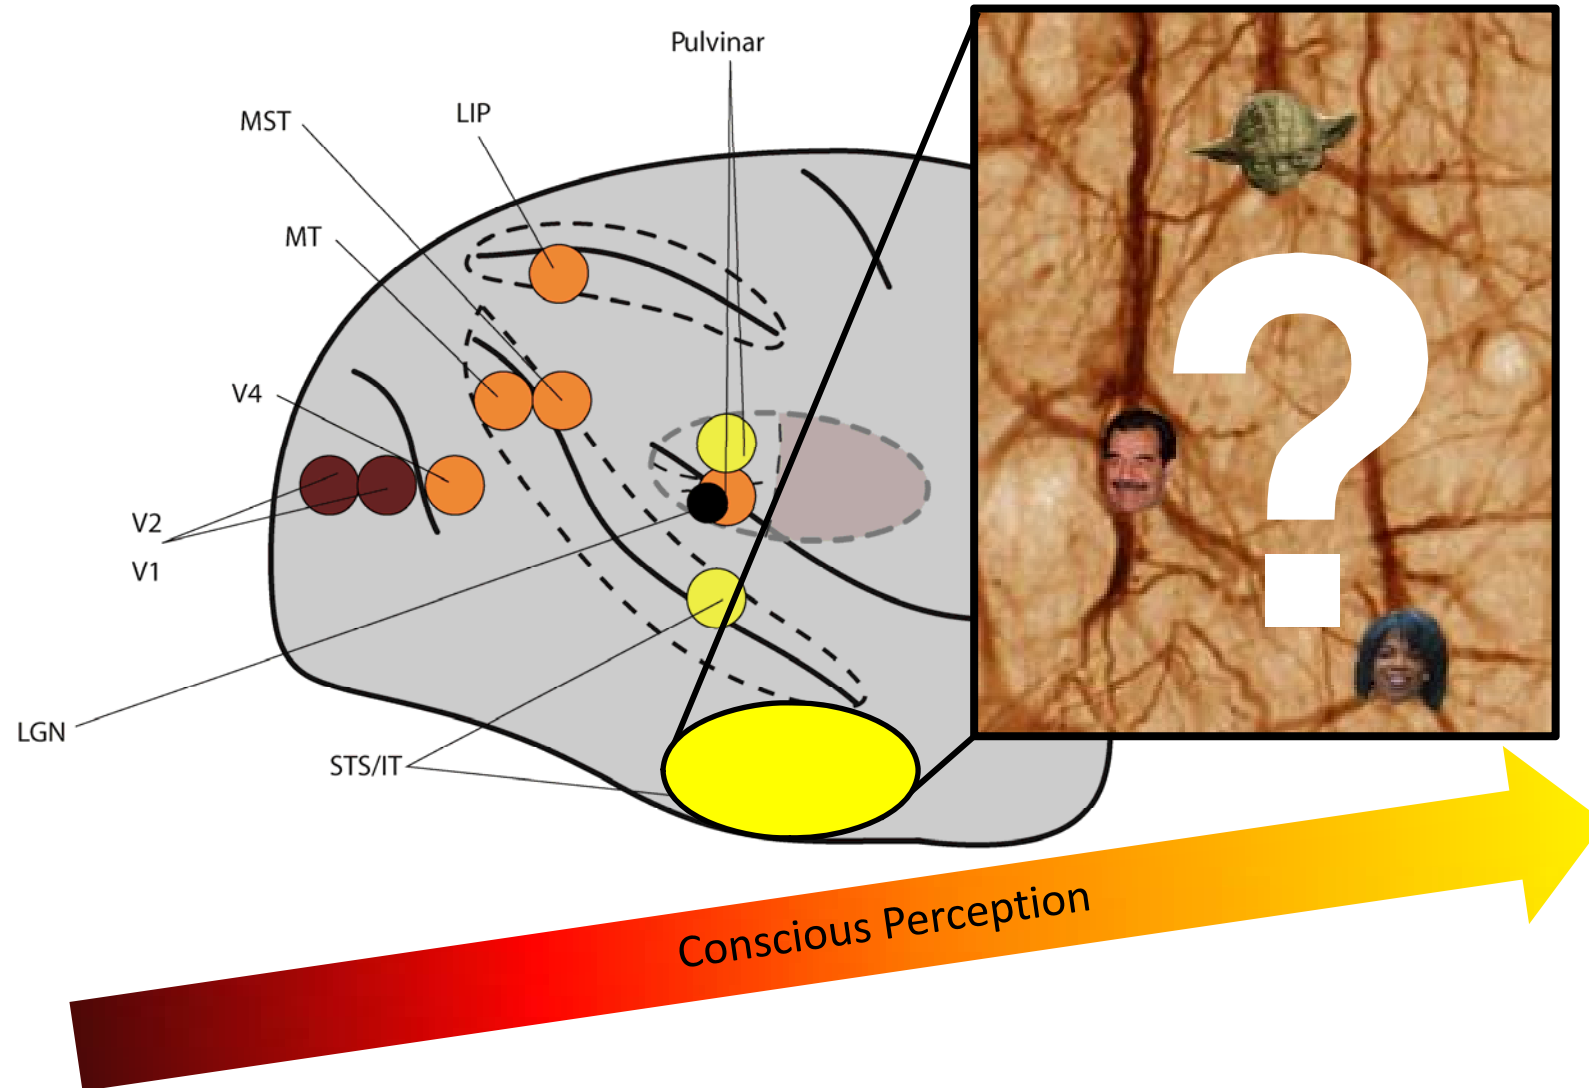 Pulvinar
LIP
MST
MT
V4
V2
V1
LGN
STS/IT
?
Conscious Perception